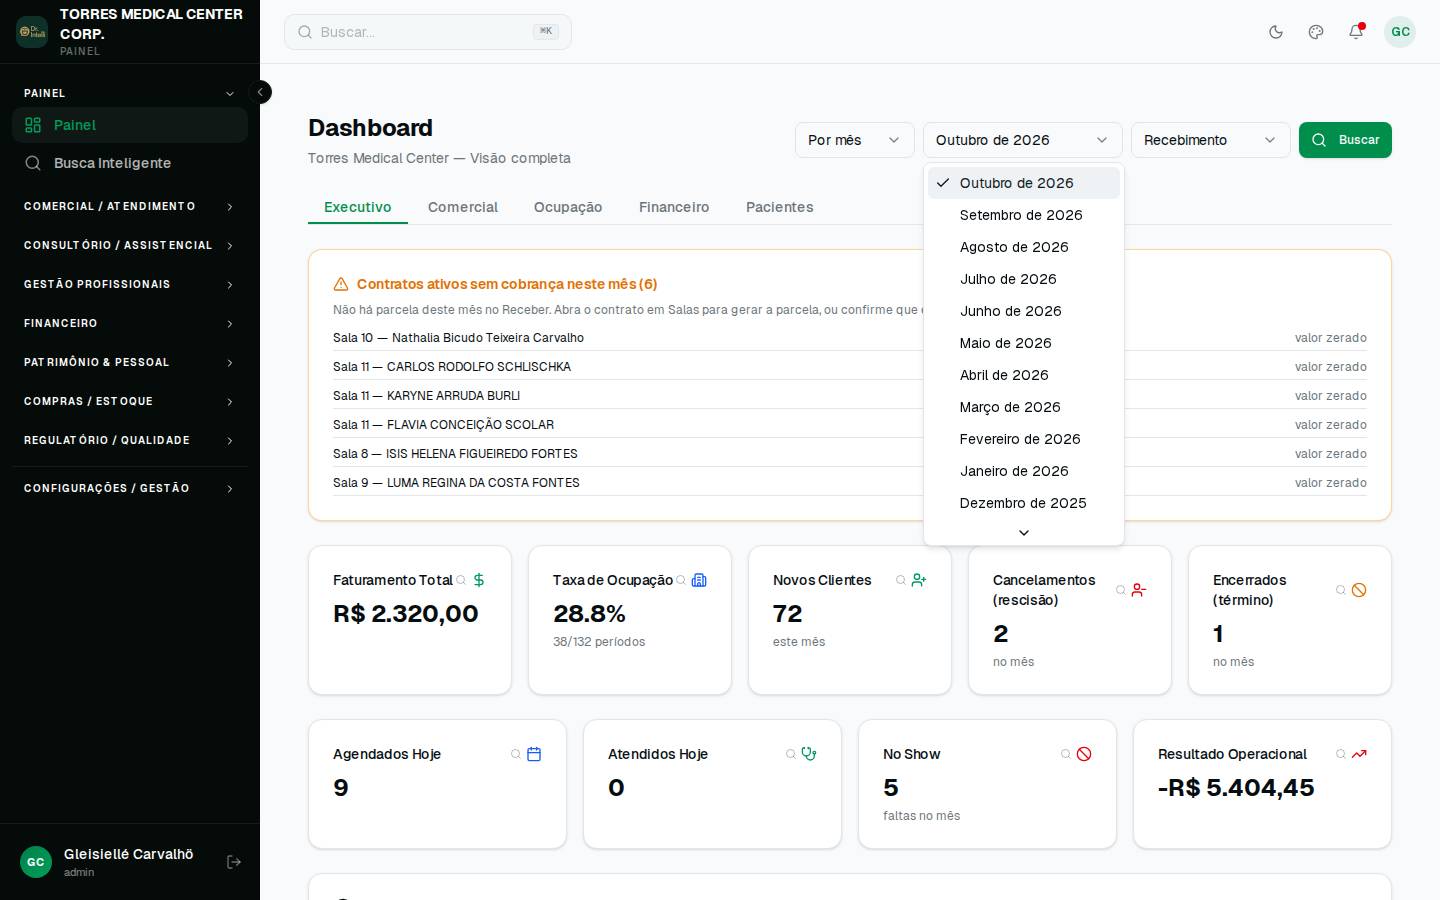 TORRES MEDICAL CENTER CORP.
PAINEL
PAINEL
Painel
Busca Inteligente
COMERCIAL / ATENDIMENTO
CONSULTÓRIO / ASSISTENCIAL
GESTÃO PROFISSIONAIS
FINANCEIRO
PATRIMÔNIO & PESSOAL
COMPRAS / ESTOQUE
REGULATÓRIO / QUALIDADE
CONFIGURAÇÕES / GESTÃO
GC
Gleisiellé Carvalhö
admin
Buscar...
⌘K
GC
Dashboard
Torres Medical Center — Visão completa
Por mês
Outubro de 2026
Recebimento
Buscar
Outubro de 2026
Setembro de 2026
Agosto de 2026
Julho de 2026
Junho de 2026
Maio de 2026
Abril de 2026
Março de 2026
Fevereiro de 2026
Janeiro de 2026
Dezembro de 2025
Executivo
Comercial
Ocupação
Financeiro
Pacientes
Contratos ativos sem cobrança neste mês (6)
Não há parcela deste mês no Receber. Abra o contrato em Salas para gerar a parcela, ou confirme que
Sala 10 — Nathalia Bicudo Teixeira Carvalho valor zerado
Sala 11 — CARLOS RODOLFO SCHLISCHKA valor zerado
Sala 11 — KARYNE ARRUDA BURLI valor zerado
Sala 11 — FLAVIA CONCEIÇÃO SCOLAR valor zerado
Sala 8 — ISIS HELENA FIGUEIREDO FORTES valor zerado
Sala 9 — LUMA REGINA DA COSTA FONTES valor zerado
Faturamento Total
R$ 2.320,00
Taxa de Ocupação
28.8%
38/132 períodos
Novos Clientes
72
este mês
Cancelamentos (rescisão)
2
no mês
Encerrados (término)
1
no mês
Agendados Hoje
9
Atendidos Hoje
0
No Show
5
faltas no mês
Resultado Operacional
-R$ 5.404,45